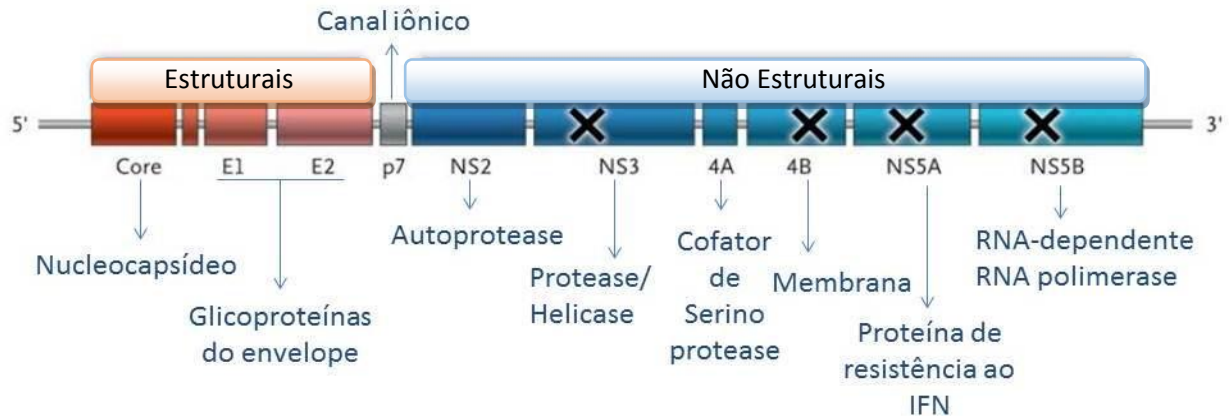 Canal iônico
Estruturais
Não Estruturais
5'
3'
Core
E1
E2
p7
NS2
NS3
4A
4B
NS5A
NS5B
Nucleocapsídeo
Glicoproteínas
do envelope
Autoprotease
Protease/
Helicase
Cofator
de
Serino
protease
Membrana
Proteína de
resistência ao
IFN
RNA-dependente
RNA polimerase